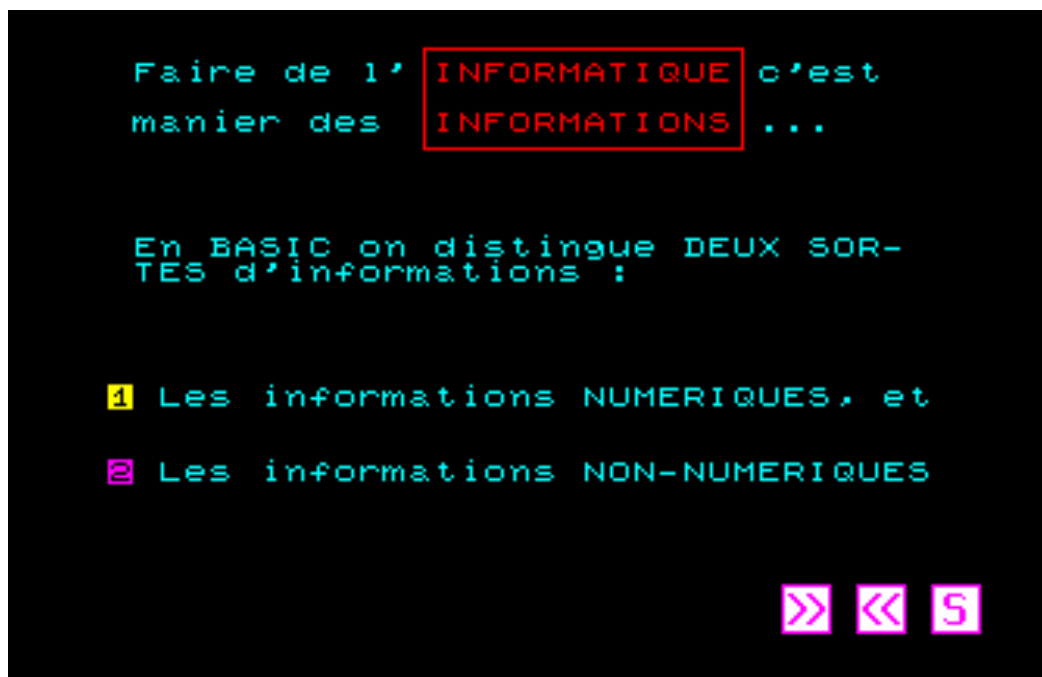 Faire de l' INFORMATIQUE c'est
manier des INFORMATIONS ...
En BASIC on distingue DEUX SOR-
TES d'informations :
1 Les informations NUMERIQUES, et
2 Les informations NON-NUMERIQUES
>> << S